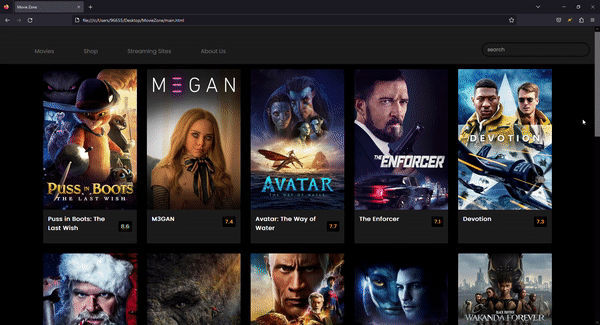 Movie Zone
file:///c:/Users/96655/Desktop/MovieZone/main.html
Movies
Shop
Streaming Sites
About Us
search
PUSS IN BOOTS
THE LAST WISH
M3GAN
AVATAR
THE WAY OF WATER
THE ENFORCER
DEVOTION
Puss in Boots: The
Last Wish
8.6
M3GAN
7.4
Avatar: The Way of
Water
7.7
The Enforcer
7.1
Devotion
7.3
BLACK PANTHER
WAKANDA FOREVER